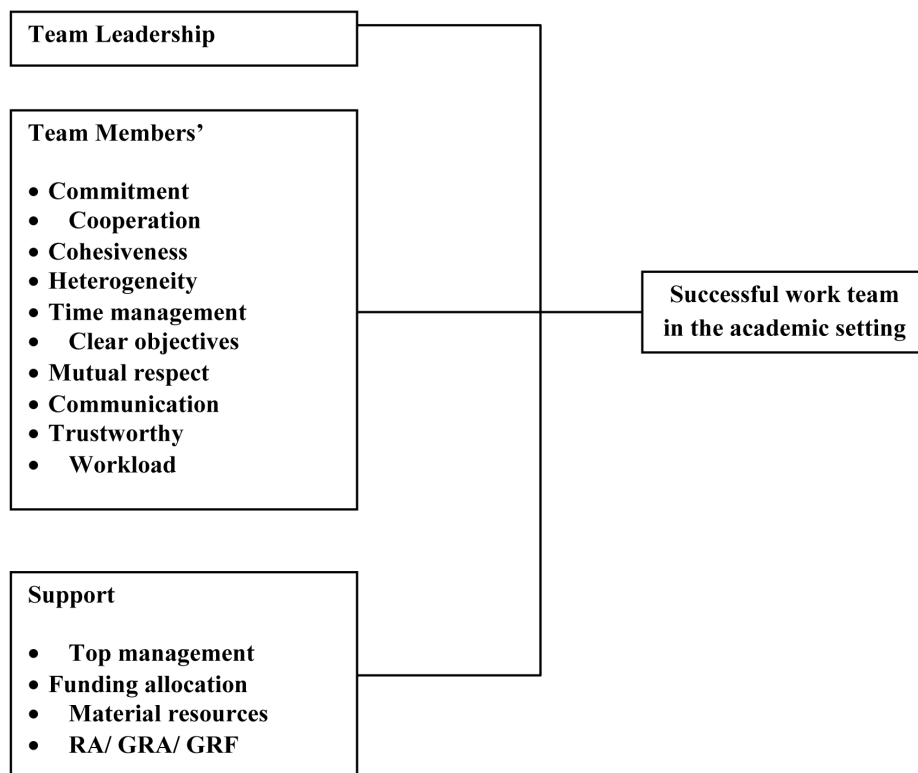 Team Leadership
Team Members’
• Commitment
• Cooperation
• Cohesiveness
• Heterogeneity
• Time management
• Clear objectives
• Mutual respect
• Communication
• Trustworthy
• Workload
Successful work team
in the academic setting
Support
• Top management
• Funding allocation
• Material resources
• RA/ GRA/ GRF